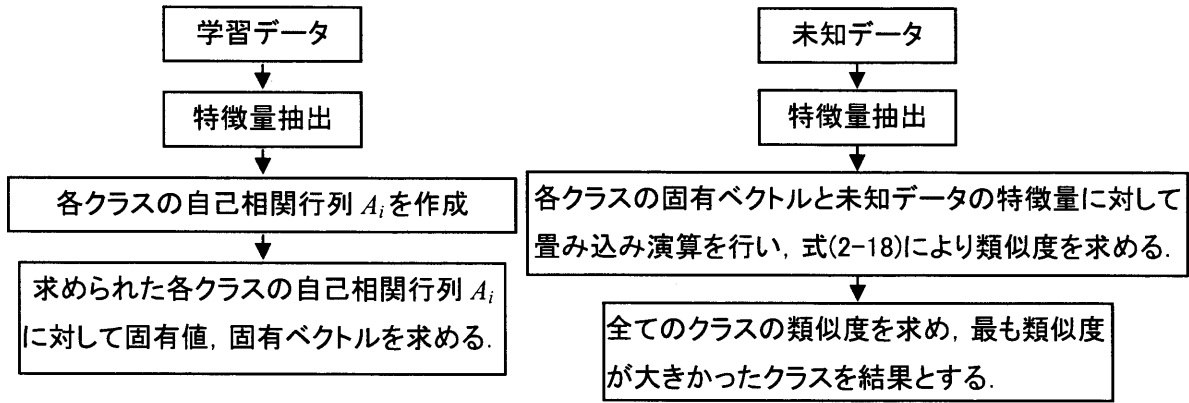 学習データ
特徴量抽出
各クラスの自己相関行列 Aiを作成
求められた各クラスの自己相関行列 Ai
に対して固有値, 固有ベクトルを求める.
未知データ
特徴量抽出
各クラスの固有ベクトルと未知データの特徴量に対して
畳み込み演算を行い, 式(2-18)により類似度を求める.
全てのクラスの類似度を求め, 最も類似度
が大きかったクラスを結果とする.